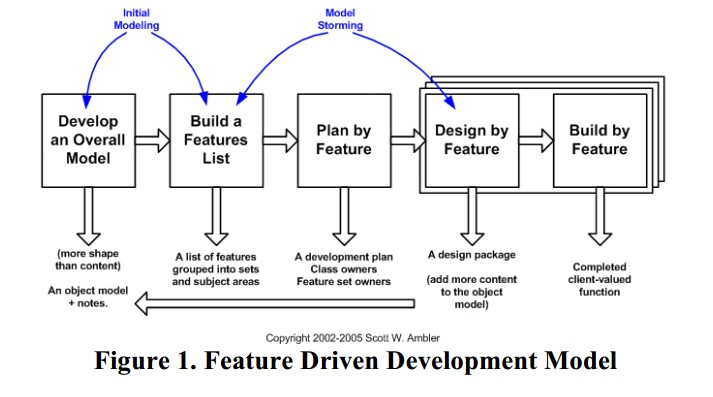 Initial
Modeling
Model
Storming
Develop
an Overall
Model
Build a
Features
List
Plan by
Feature
Design by
Feature
Build by
Feature
(more shape
than content)
An object model
+ notes.
A list of features
grouped into sets
and subject areas
A development plan
Class owners
Feature set owners
A design package
(add more content
to the object
model)
Completed
client-valued
function
Copyright 2002-2005 Scott W. Ambler
Figure 1. Feature Driven Development Model